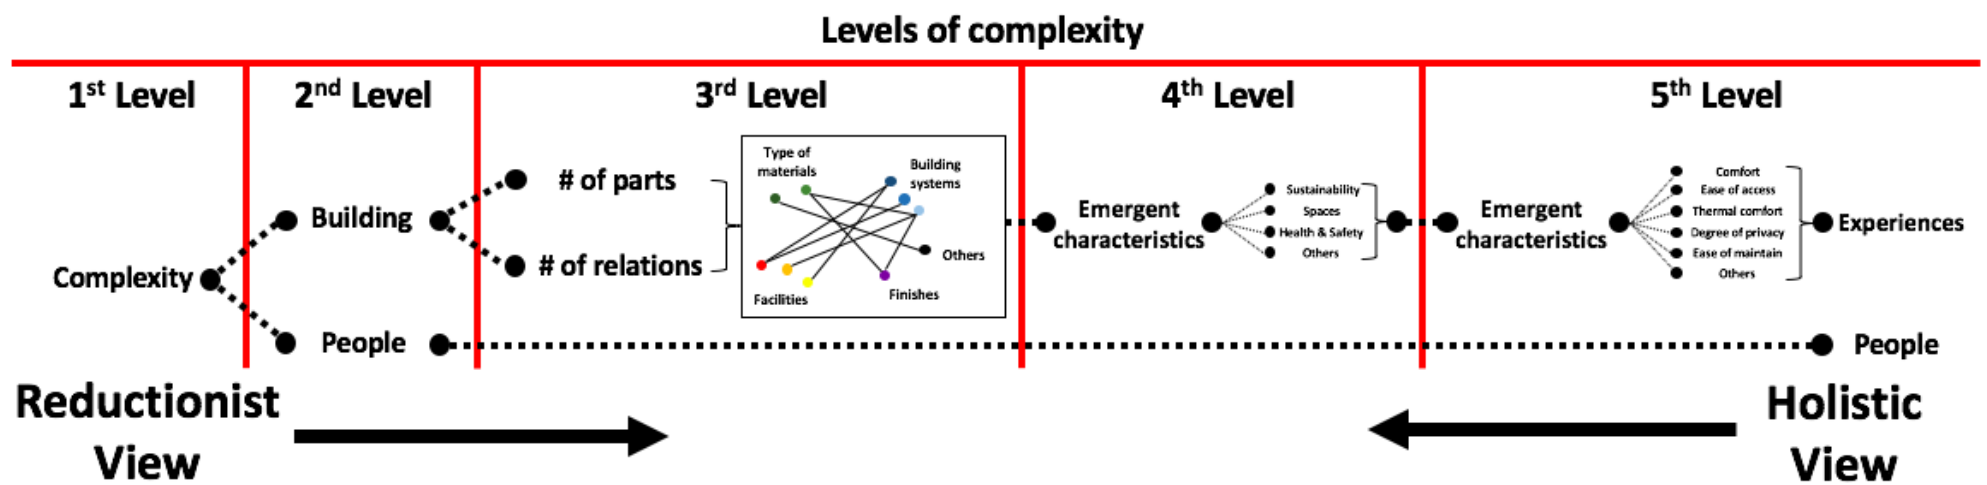 Levels of complexity
1st Level
2nd Level
3rd Level
4th Level
5th Level
Complexity
Building
People
# of parts
# of relations
Type of
materials
Building
systems
Others
Finishes
Facilities
Emergent
characteristics
Sustainability
Spaces
Health & Safety
Others
Emergent
characteristics
Comfort
Ease of access
Thermal comfort
Degree of privacy
Ease of maintain
Others
Experiences
People
Reductionist
View
Holistic
View